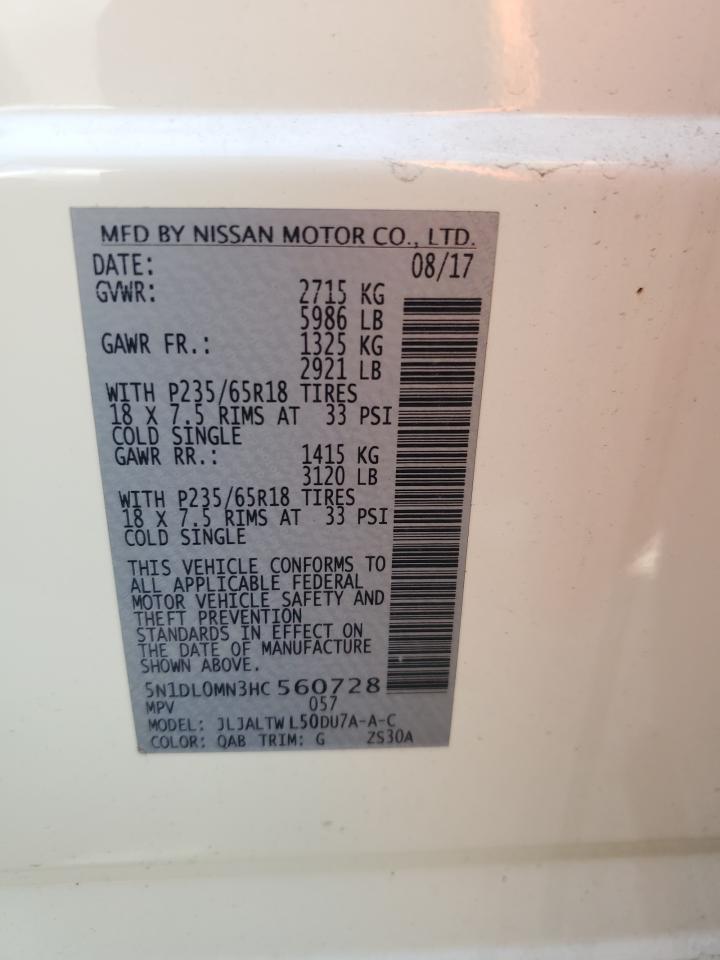 MFD BY NISSAN MOTOR CO., LTD.
DATE: 08/17
GVWR: 2715 KG
5986 LB
GAWR FR.: 1325 KG
2921 LB
WITH P235/65R18 TIRES
18 X 7.5 RIMS AT 33 PSI
COLD SINGLE
GAWR RR.: 1415 KG
3120 LB
WITH P235/65R18 TIRES
18 X 7.5 RIMS AT 33 PSI
COLD SINGLE
THIS VEHICLE CONFORMS TO
ALL APPLICABLE FEDERAL
MOTOR VEHICLE SAFETY AND
THEFT PREVENTION
STANDARDS IN EFFECT ON
THE DATE OF MANUFACTURE
SHOWN ABOVE.
5N1DL0MN3HC 560728
MPV 057
MODEL: JLJALTW L50DU7A-A-C
COLOR: QAB TRIM: G ZS30A